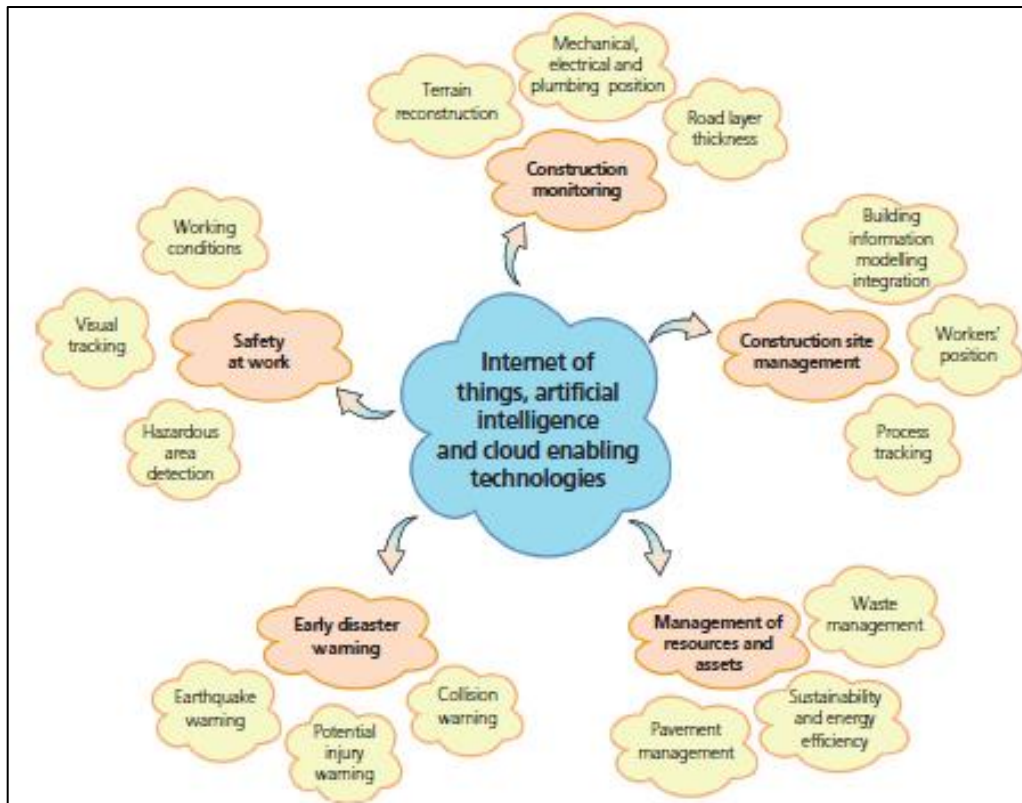 Mechanical,
electrical and
plumbing position
Terrain
reconstruction
Road layer
thickness
Construction
monitoring
Building
information
modelling
integration
Working
conditions
Visual
tracking
Safety
at work
Construction site
management
Workers'
position
Internet of
things, artificial
intelligence
and cloud enabling
technologies
Hazardous
area
detection
Process
tracking
Early disaster
warning
Management of
resources and
assets
Waste
management
Earthquake
warning
Collision
warning
Potential
injury
warning
Pavement
management
Sustainability
and energy
efficiency